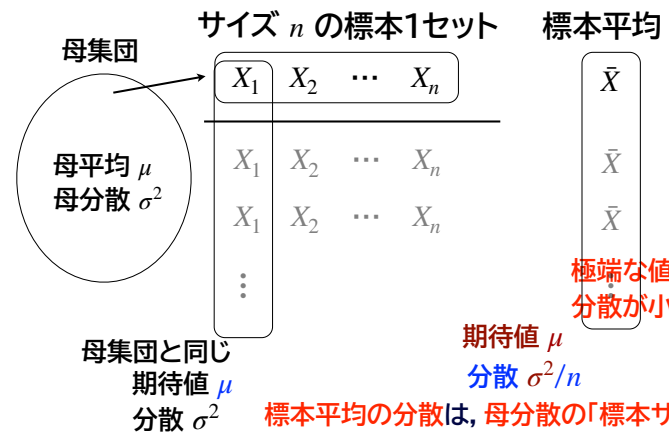 サイズ n の標本1セット
標本平均
母集団
X₁ X₂ ⋯ Xₙ
X̄
母平均 μ
母分散 σ²
X₁ X₂ ⋯ Xₙ
X̄
X₁ X₂ ⋯ Xₙ
X̄
⋮
⋮
極端な値
分散が小
母集団と同じ
期待値 μ
分散 σ²
期待値 μ
分散 σ²/n
標本平均の分散は, 母分散の「標本サ